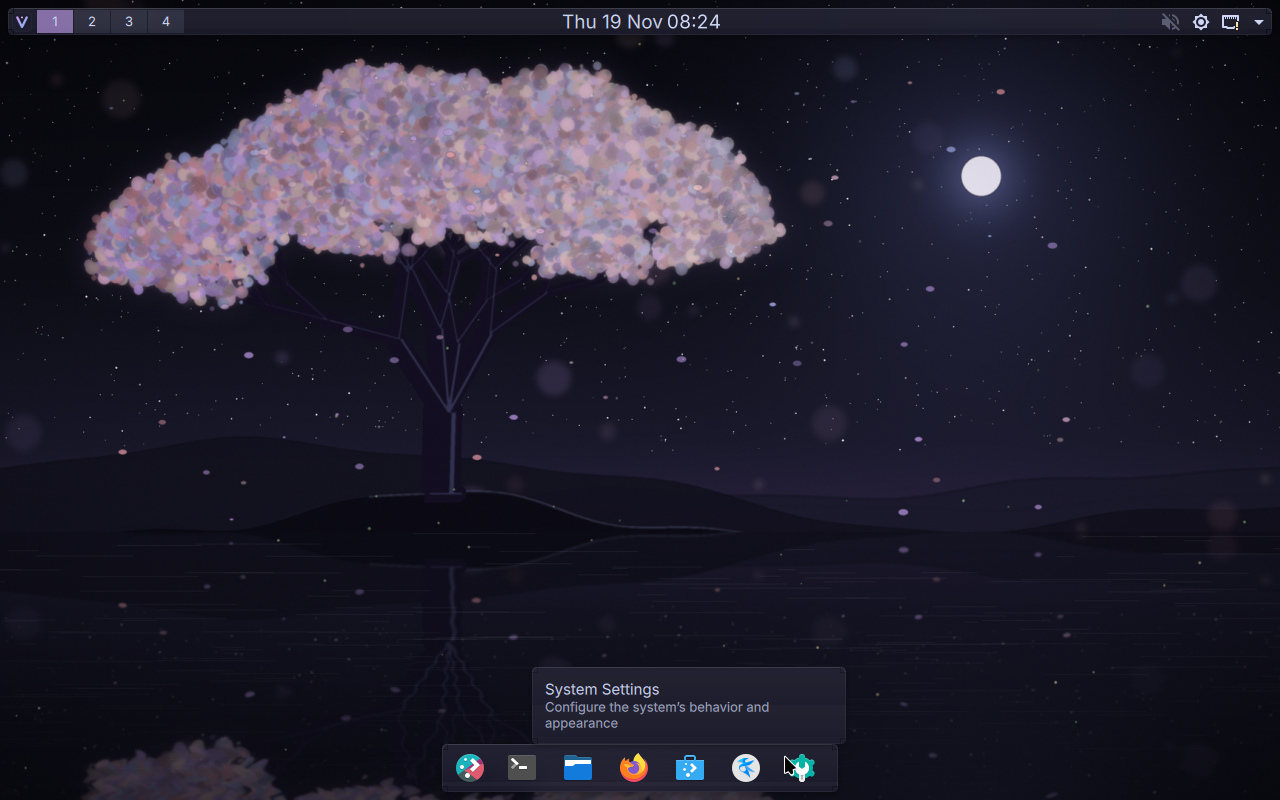 1 2 3 4 Thu 19 Nov 08:24
System Settings
Configure the system's behavior and
appearance